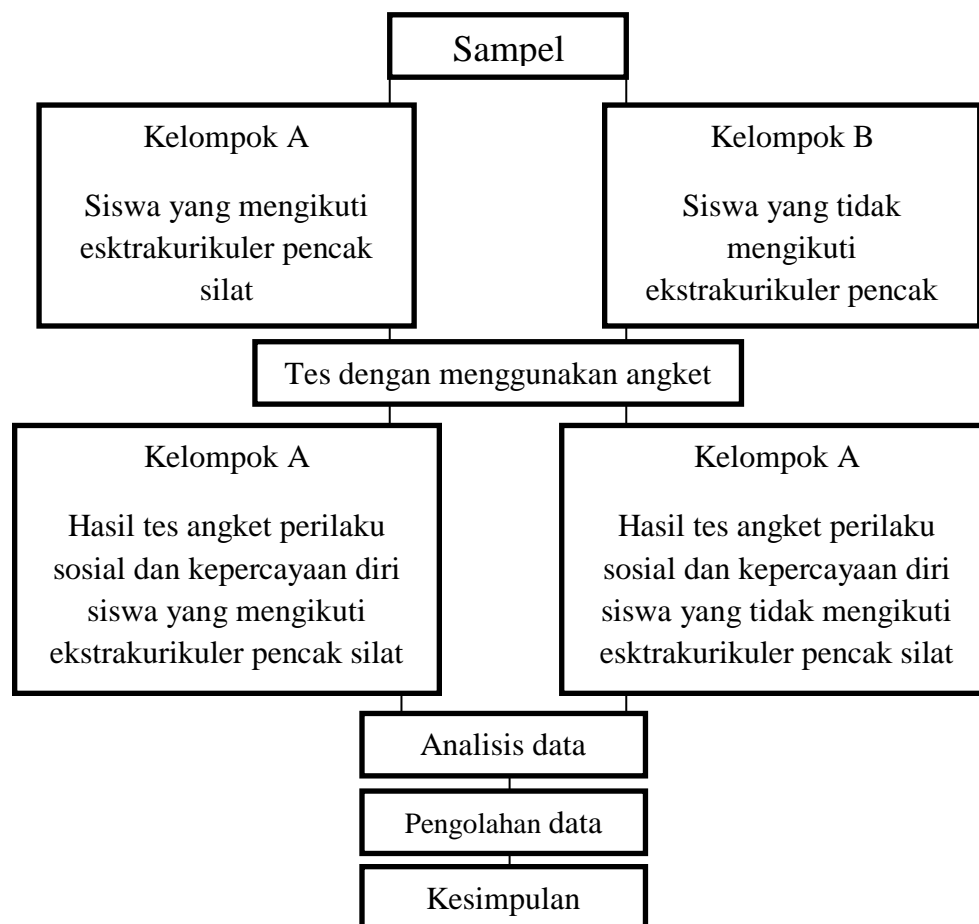 Sampel
Kelompok A
Siswa yang mengikuti
esktrakurikuler pencak
silat
Kelompok B
Siswa yang tidak
mengikuti
ekstrakurikuler pencak
Tes dengan menggunakan angket
Kelompok A
Hasil tes angket perilaku
sosial dan kepercayaan diri
siswa yang mengikuti
ekstrakurikuler pencak silat
Kelompok A
Hasil tes angket perilaku
sosial dan kepercayaan diri
siswa yang tidak mengikuti
esktrakurikuler pencak silat
Analisis data
Pengolahan data
Kesimpulan